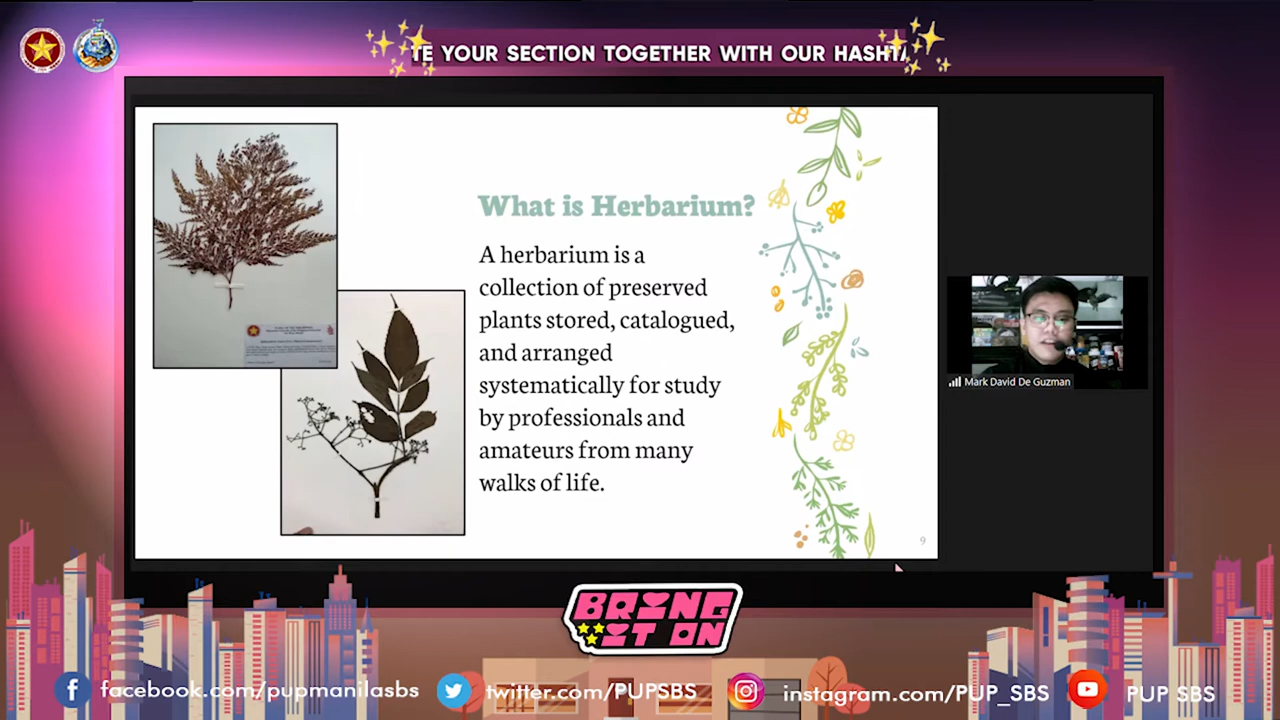 TE YOUR SECTION TOGETHER WITH OUR HASHTA
What is Herbarium?
A herbarium is a
collection of preserved
plants stored, catalogued,
and arranged
systematically for study
by professionals and
amateurs from many
walks of life.
9
Mark David De Guzman
BRING
IT ON
facebook.com/pupmanilasbs
twitter.com/PUPSBS
instagram.com/PUP_SBS
PUP SBS